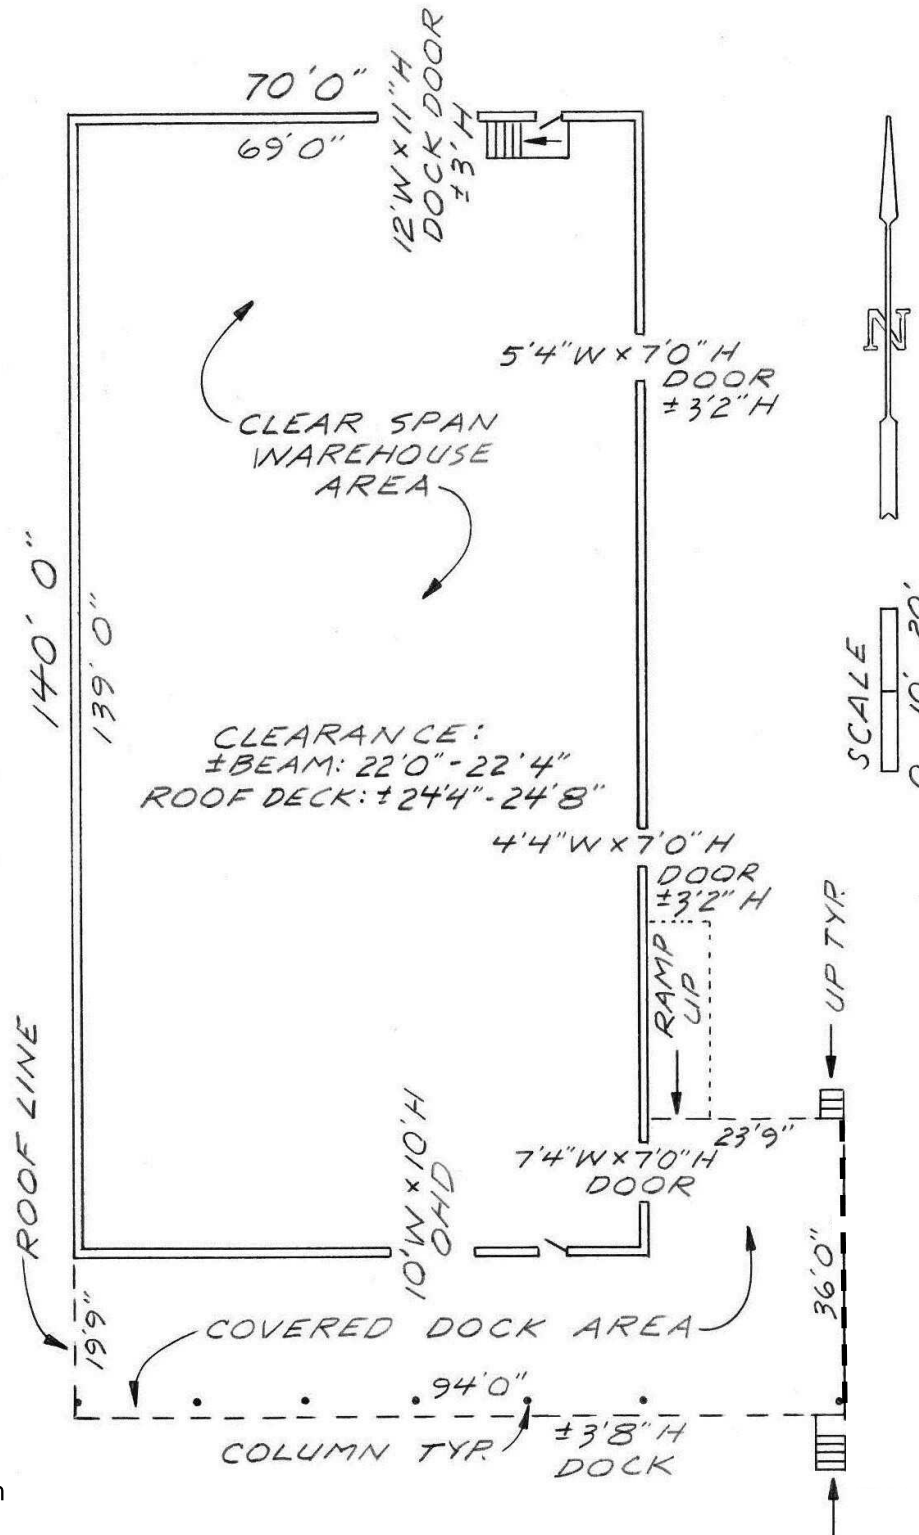 70'0"
69'0"
12'W X 11"H
DOCK DOOR
±3'H
5'4"W X 7'0"H
DOOR
±3'2"H
N
CLEAR SPAN
WAREHOUSE
AREA
140'0"
139'0"
SCALE
0 10' 20'
CLEARANCE:
±BEAM: 22'0"-22'4"
ROOF DECK: ±24'4"-24'8"
4'4"W X 7'0"H
DOOR
±3'2"H
RAMP
UP
UP TYP.
ROOF LINE
10'W X 10'H
OHD
7'4"W X 7'0"H
DOOR
23'9"
36'0"
19'9"
COVERED DOCK AREA
94'0"
COLUMN TYP.
±3'8"H
DOCK